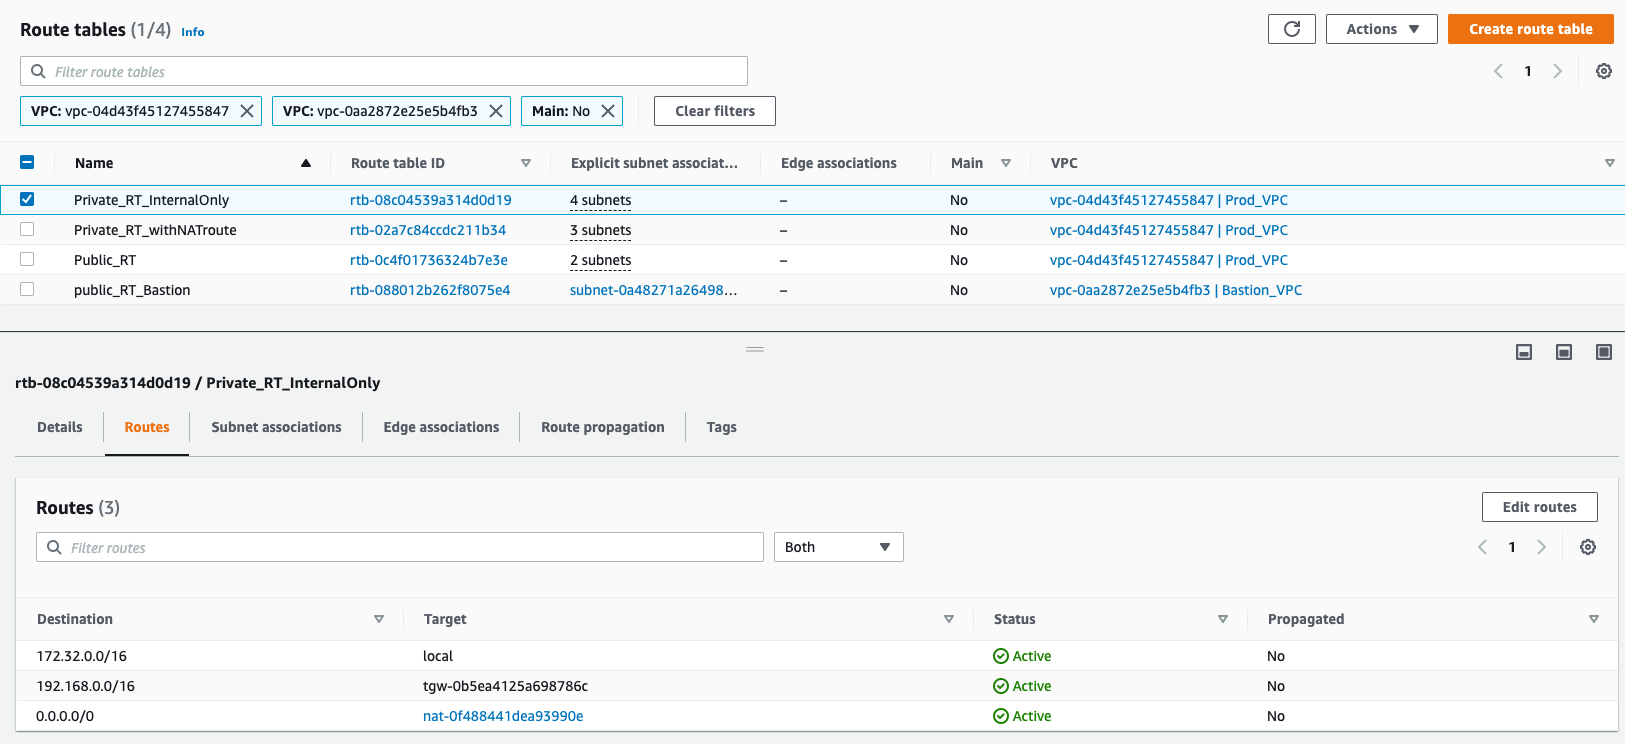 Route tables (1/4) Info
Actions
Create route table
Filter route tables
1
VPC: vpc-04d43f45127455847
VPC: vpc-0aa2872e25e5b4fb3
Main: No
Clear filters
Name Route table ID Explicit subnet associat... Edge associations Main VPC
Private_RT_InternalOnly rtb-08c04539a314d0d19 4 subnets – No vpc-04d43f45127455847 | Prod_VPC
Private_RT_withNATroute rtb-02a7c84ccdc211b34 3 subnets – No vpc-04d43f45127455847 | Prod_VPC
Public_RT rtb-0c4f01736324b7e3e 2 subnets – No vpc-04d43f45127455847 | Prod_VPC
public_RT_Bastion rtb-088012b262f8075e4 subnet-0a48271a26498... – No vpc-0aa2872e25e5b4fb3 | Bastion_VPC
rtb-08c04539a314d0d19 / Private_RT_InternalOnly
Details Routes Subnet associations Edge associations Route propagation Tags
Routes (3)
Edit routes
Filter routes
Both
1
Destination Target Status Propagated
172.32.0.0/16 local Active No
192.168.0.0/16 tgw-0b5ea4125a698786c Active No
0.0.0.0/0 nat-0f488441dea93990e Active No